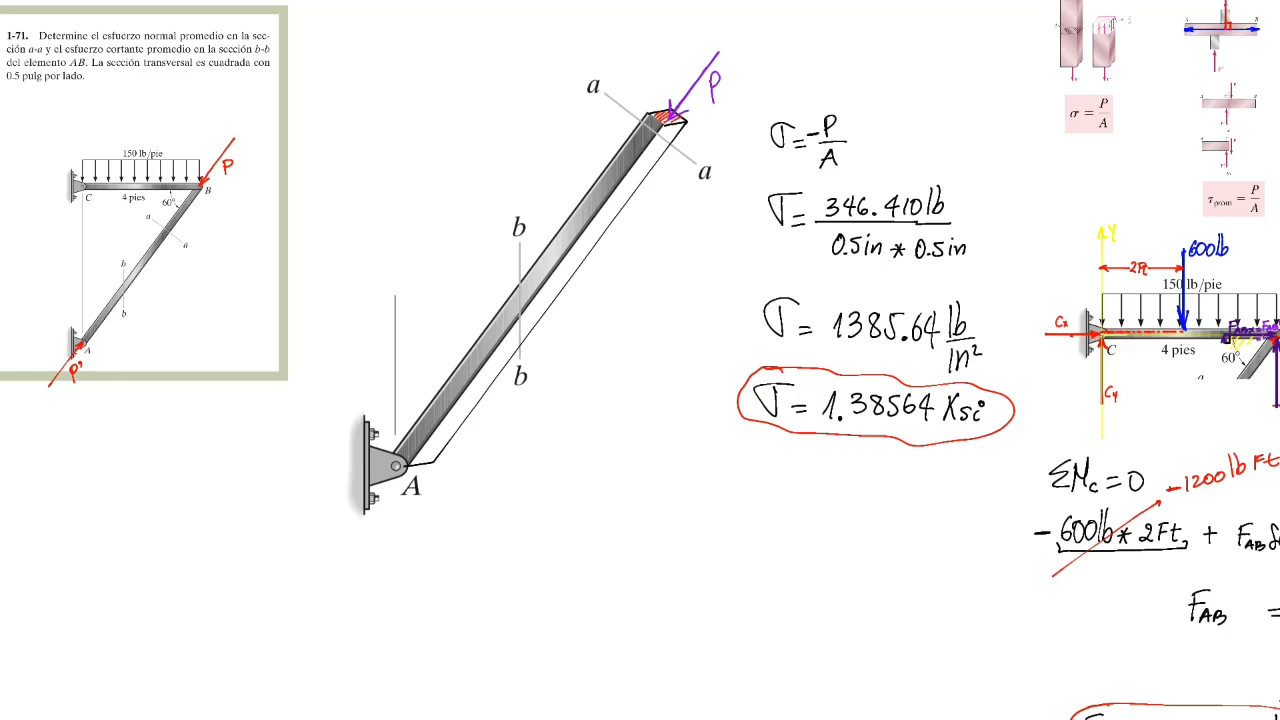 1-71. Determine el esfuerzo normal promedio en la sec-
ción a-a y el esfuerzo cortante promedio en la sección b-b
del elemento AB. La sección transversal es cuadrada con
0.5 pulg por lado.
150 lb/pie
P
C
4 pies
60°
B
a
a
b
b
A
P'
a
P
a
b
b
A
σ = -P/A
σ = 346.410 lb / 0.5in * 0.5in
σ = 1385.64 lb/in²
σ = 1.38564 Ksi
σ = P/A
τprom = P/A
Y
600lb
2Ft
150 lb/pie
Cx
C
4 pies
60°
Cy
ΣMc = 0
-1200 lb Ft
- 600lb * 2Ft + FAB
FAB =